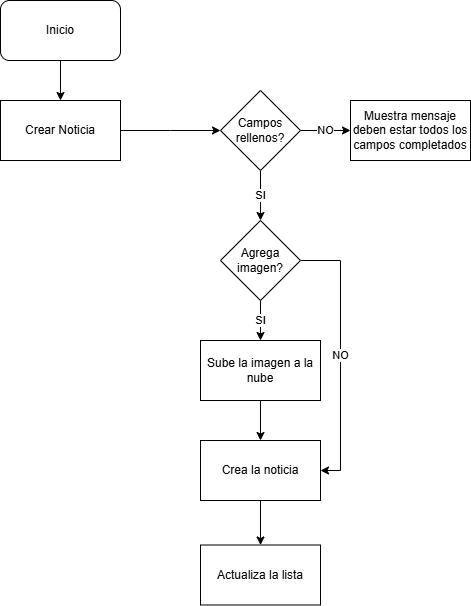 Inicio
Crear Noticia
Campos
rellenos?
NO
Muestra mensaje
deben estar todos los
campos completados
SI
Agrega
imagen?
SI
NO
Sube la imagen a la
nube
Crea la noticia
Actualiza la lista